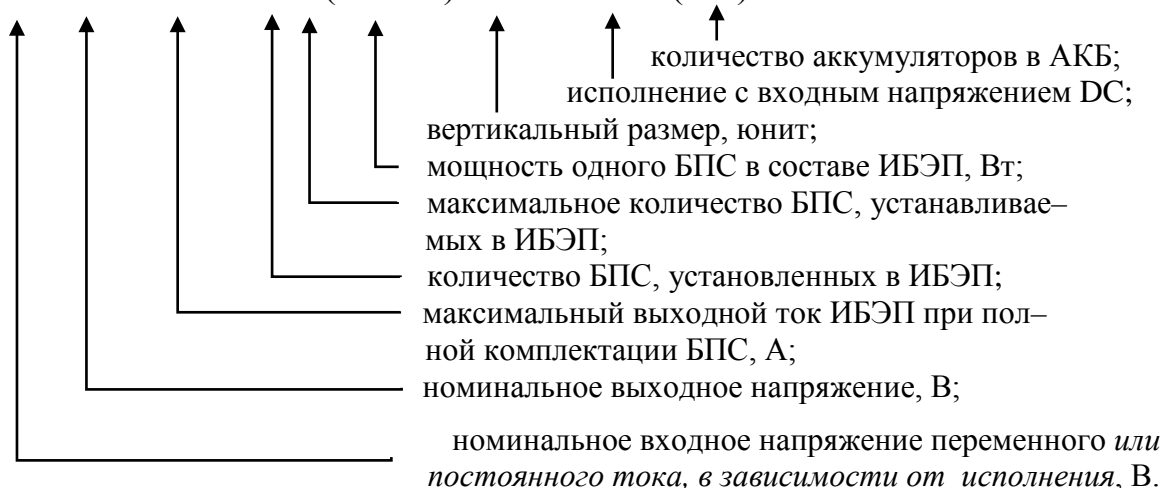 количество аккумуляторов в АКБ;
исполнение с входным напряжением DC;
вертикальный размер, юнит;
мощность одного БПС в составе ИБЭП, Вт;
максимальное количество БПС, устанавливае–
мых в ИБЭП;
количество БПС, установленных в ИБЭП;
максимальный выходной ток ИБЭП при пол–
ной комплектации БПС, А;
номинальное выходное напряжение, В;
номинальное входное напряжение переменного или
постоянного тока, в зависимости от исполнения, В.